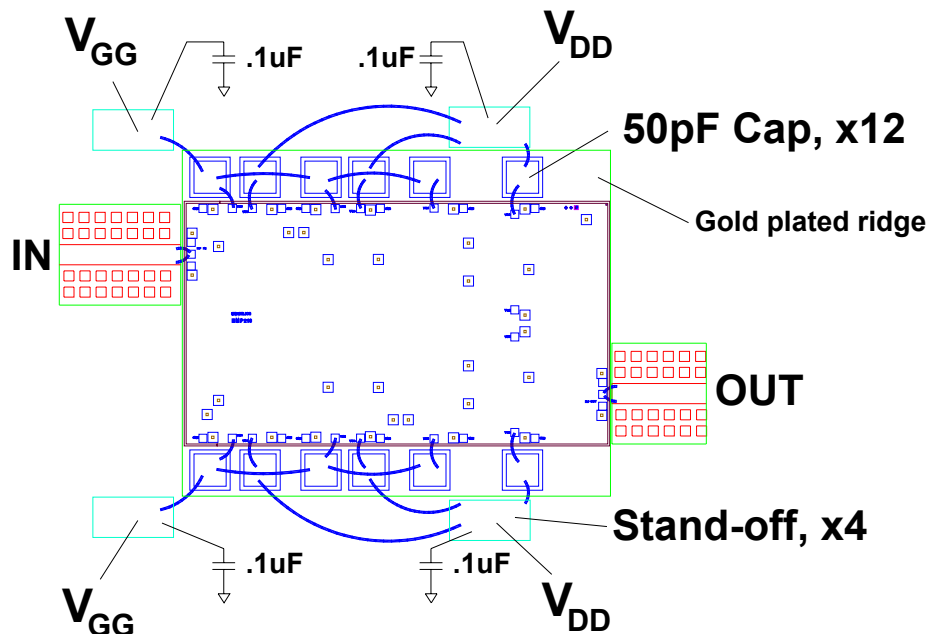 VGG
.1uF
.1uF
VDD
50pF Cap, x12
Gold plated ridge
IN
OUT
Stand-off, x4
.1uF
.1uF
VGG
VDD